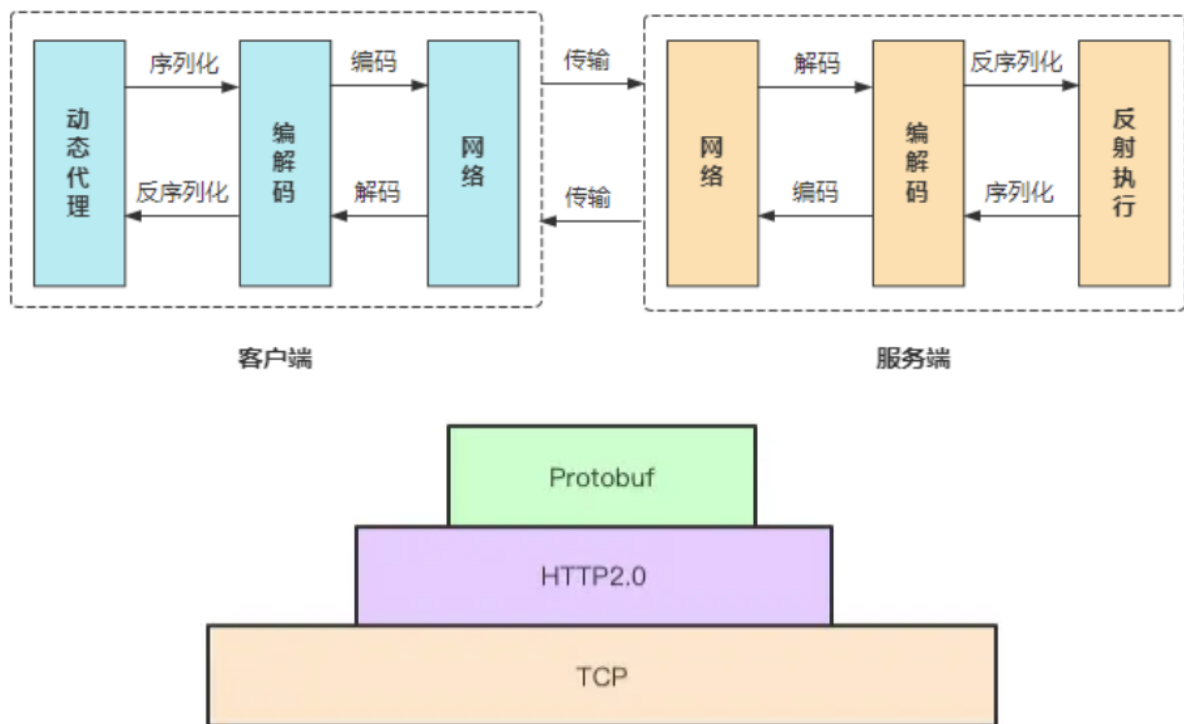 序列化
编码
传输
解码
反序列化
动态代理
编解码
网络
网络
编解码
反射执行
反序列化
解码
传输
编码
序列化
客户端
服务端
Protobuf
HTTP2.0
TCP